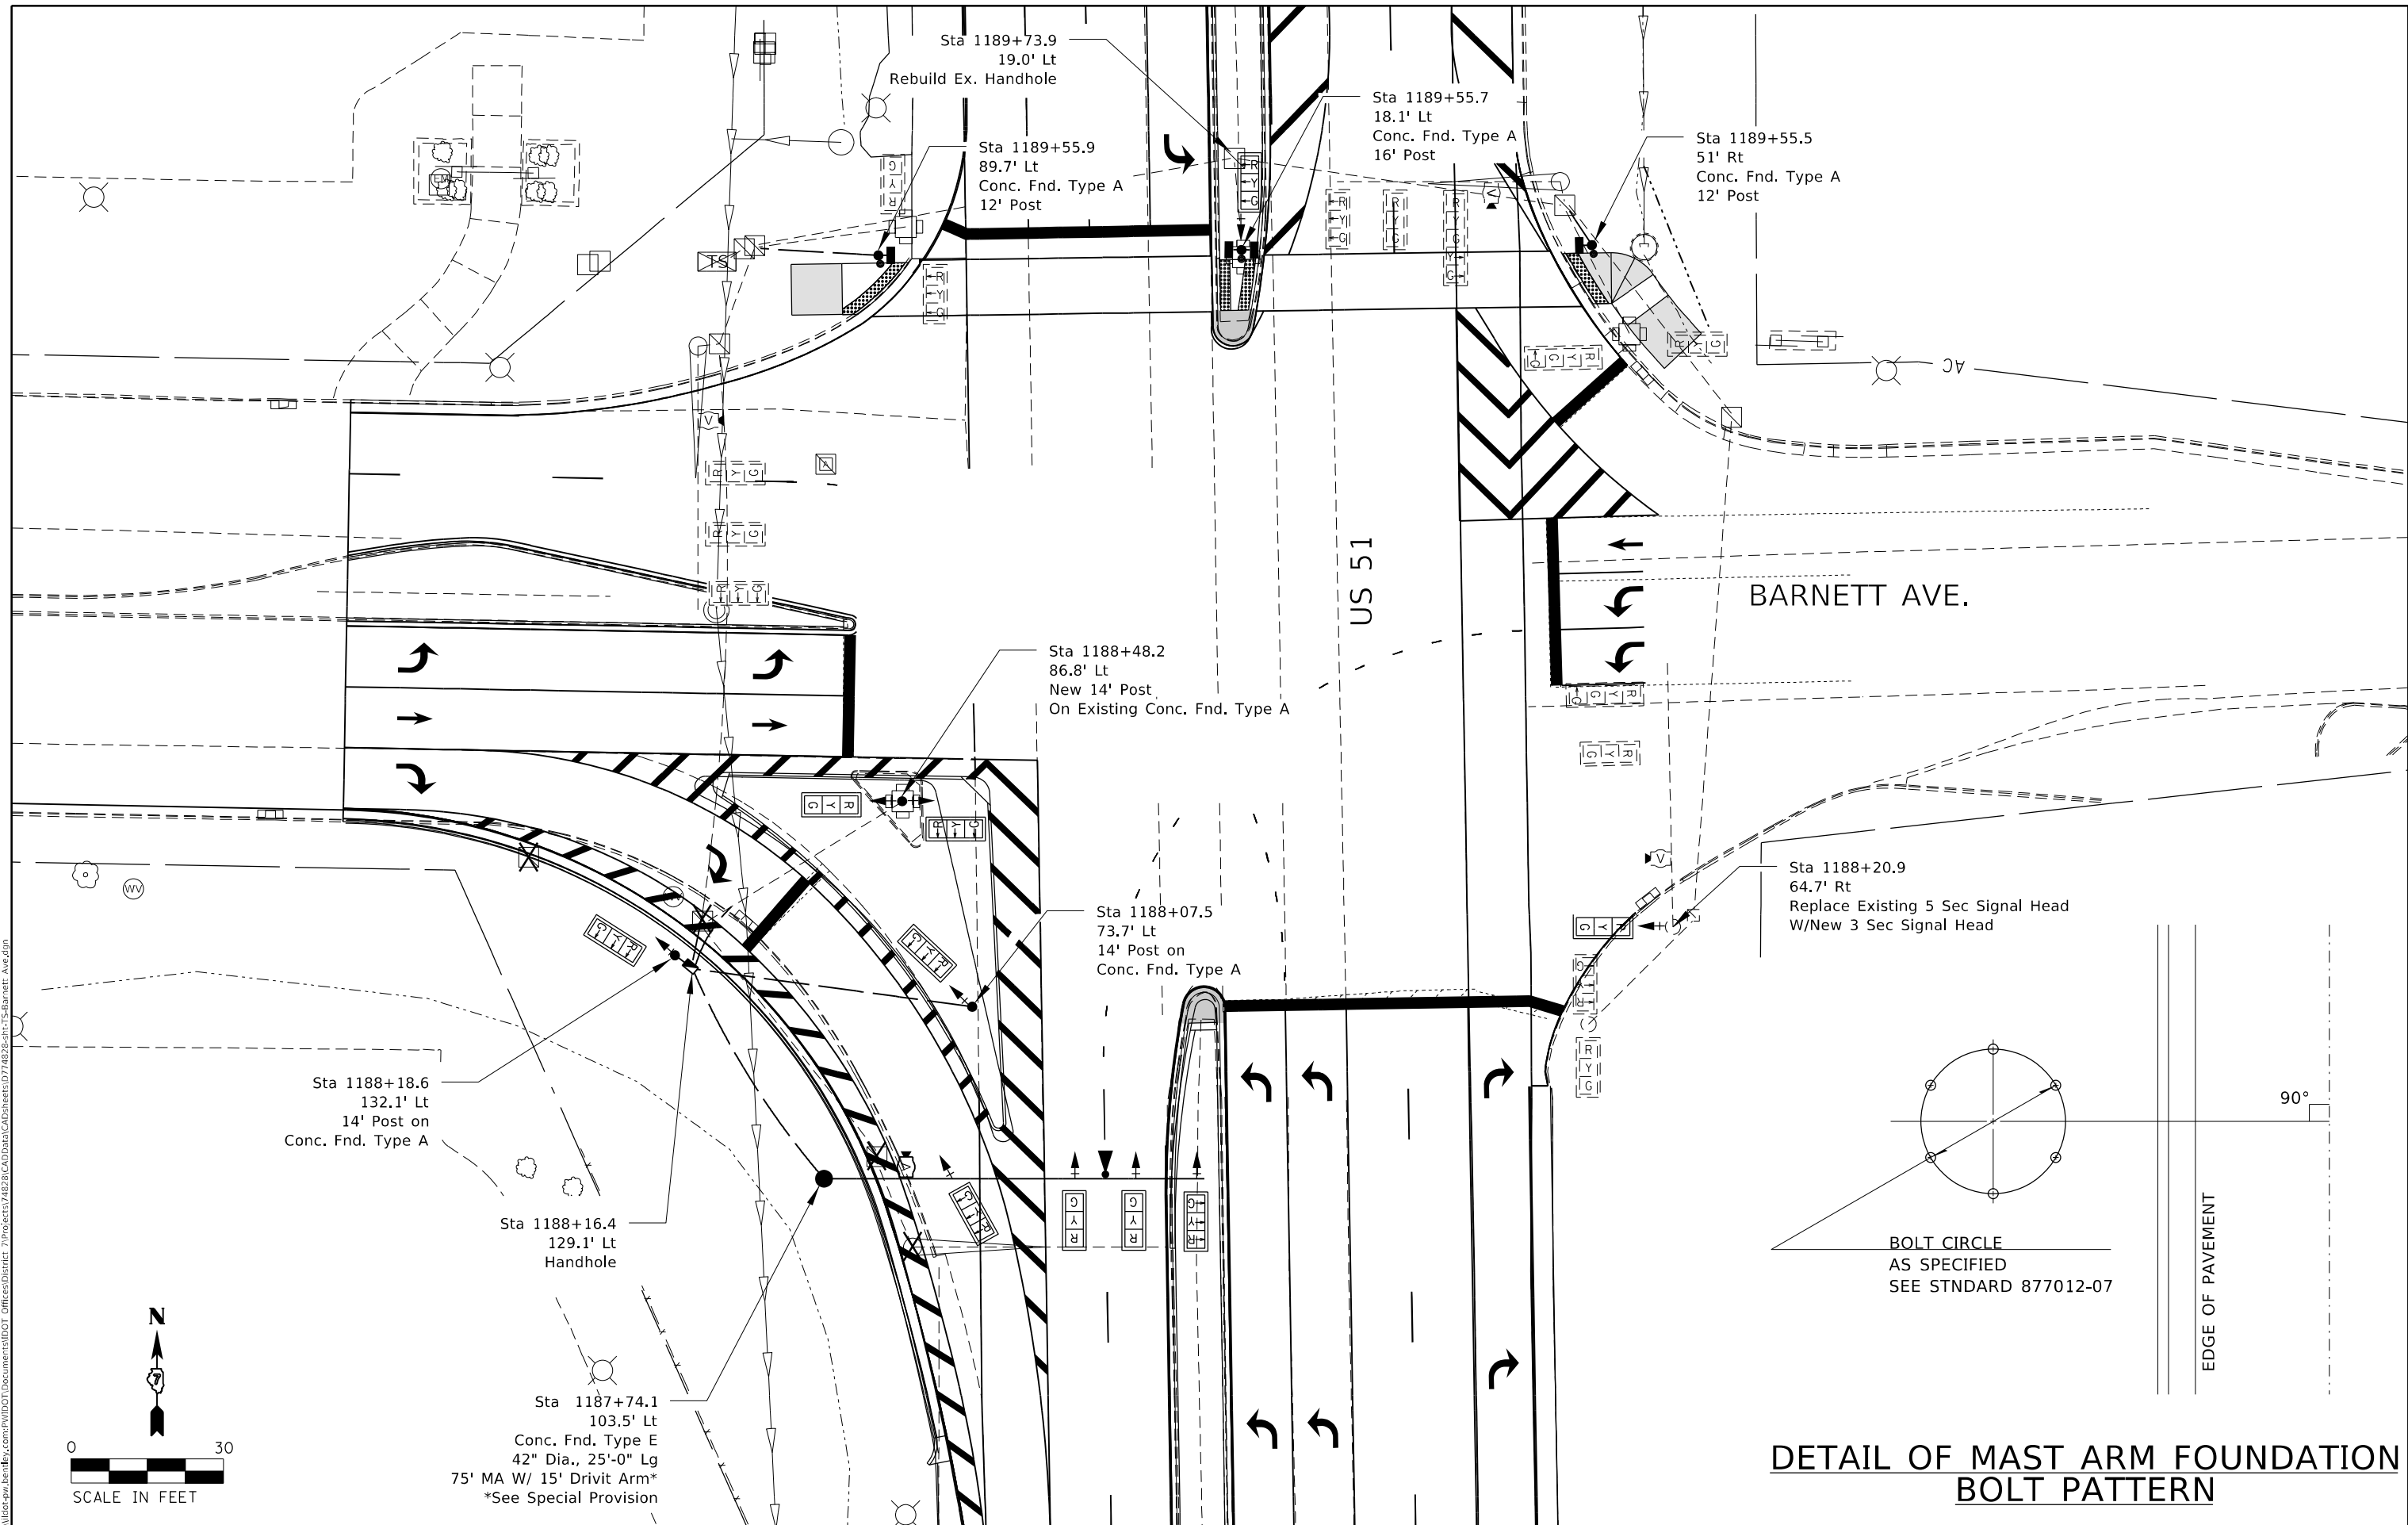 Sta 1189+73.9
19.0' Lt
Rebuild Ex. Handhole
Sta 1189+55.7
18.1' Lt
Conc. Fnd. Type A
16' Post
Sta 1189+55.9
89.7' Lt
Conc. Fnd. Type A
12' Post
Sta 1189+55.5
51' Rt
Conc. Fnd. Type A
12' Post
TS
AC
US 51
BARNETT AVE.
Sta 1188+48.2
86.8' Lt
New 14' Post
On Existing Conc. Fnd. Type A
WV
Sta 1188+20.9
64.7' Rt
Replace Existing 5 Sec Signal Head
W/New 3 Sec Signal Head
Sta 1188+07.5
73.7' Lt
14' Post on
Conc. Fnd. Type A
Sta 1188+18.6
132.1' Lt
14' Post on
Conc. Fnd. Type A
Sta 1188+16.4
129.1' Lt
Handhole
Sta 1187+74.1
103.5' Lt
Conc. Fnd. Type E
42" Dia., 25'-0" Lg
75' MA W/ 15' Drivit Arm*
*See Special Provision
N
7
0 30
SCALE IN FEET
90°
BOLT CIRCLE
AS SPECIFIED
SEE STNDARD 877012-07
EDGE OF PAVEMENT
DETAIL OF MAST ARM FOUNDATION
BOLT PATTERN
R Y G
R Y G
R Y G
R Y G
R Y G
R Y G
V
V
V